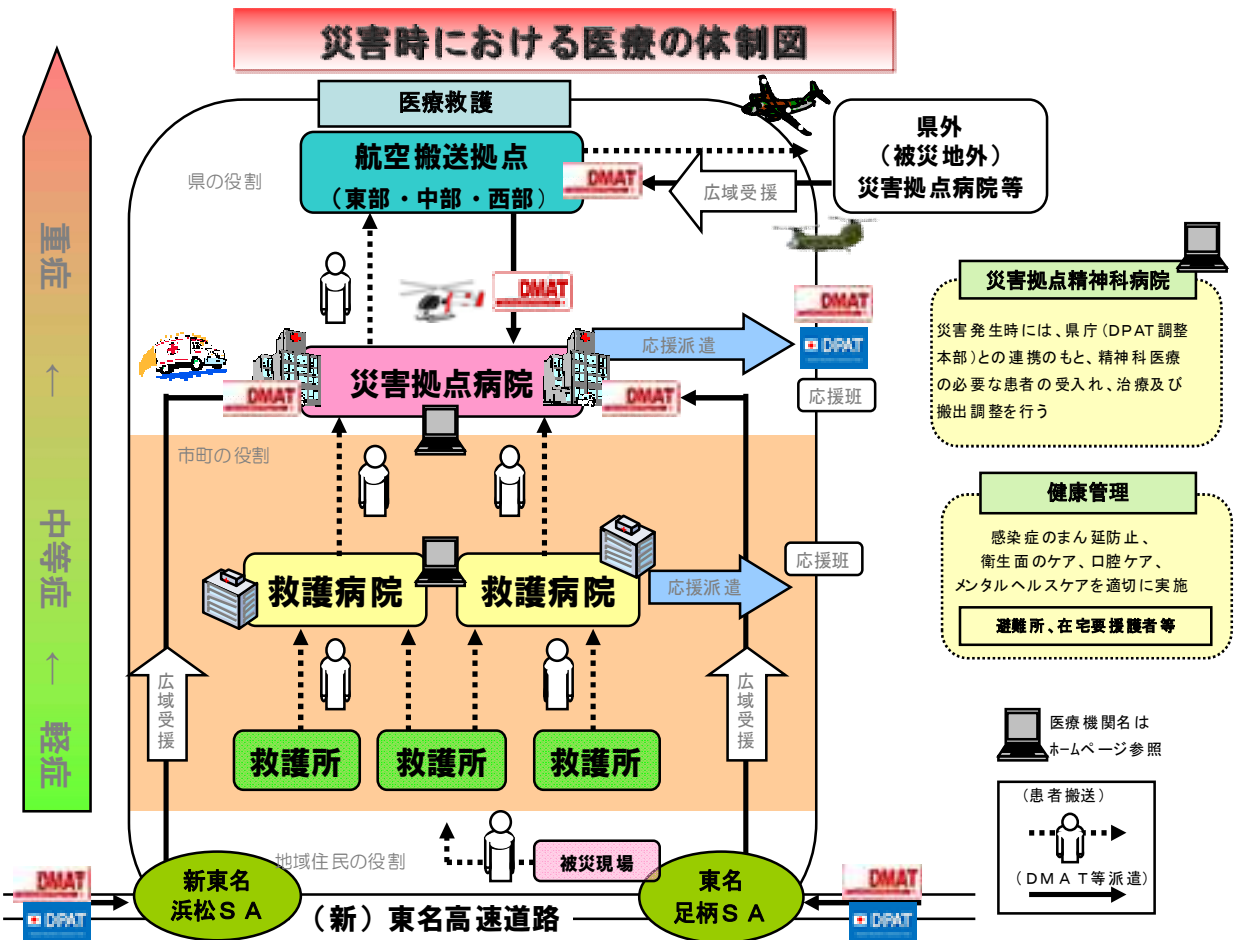 災害時における医療の体制図
医療救護
航空搬送拠点
（東部・中部・西部）
DMAT
県の役割
広域受援
県外
（被災地外）
災害拠点病院等
重症
←
中等症
←
軽症
DMAT
災害拠点病院
DMAT
DMAT
応援派遣
DMAT
DPAT
応援班
災害拠点精神科病院
災害発生時には、県庁（DPAT調整
本部）との連携のもと、精神科医療
の必要な患者の受入れ、治療及び
搬出調整を行う
市町の役割
救護病院
救護病院
応援派遣
応援班
健康管理
感染症のまん延防止、
衛生面のケア、口腔ケア、
メンタルヘルスケアを適切に実施
避難所、在宅要援護者等
広域受援
広域受援
救護所
救護所
救護所
医療機関名は
ホームページ参照
（患者搬送）
（DMAT等派遣）
地域住民の役割
被災現場
DMAT
DPAT
新東名
浜松SA
（新）東名高速道路
東名
足柄SA
DMAT
DPAT